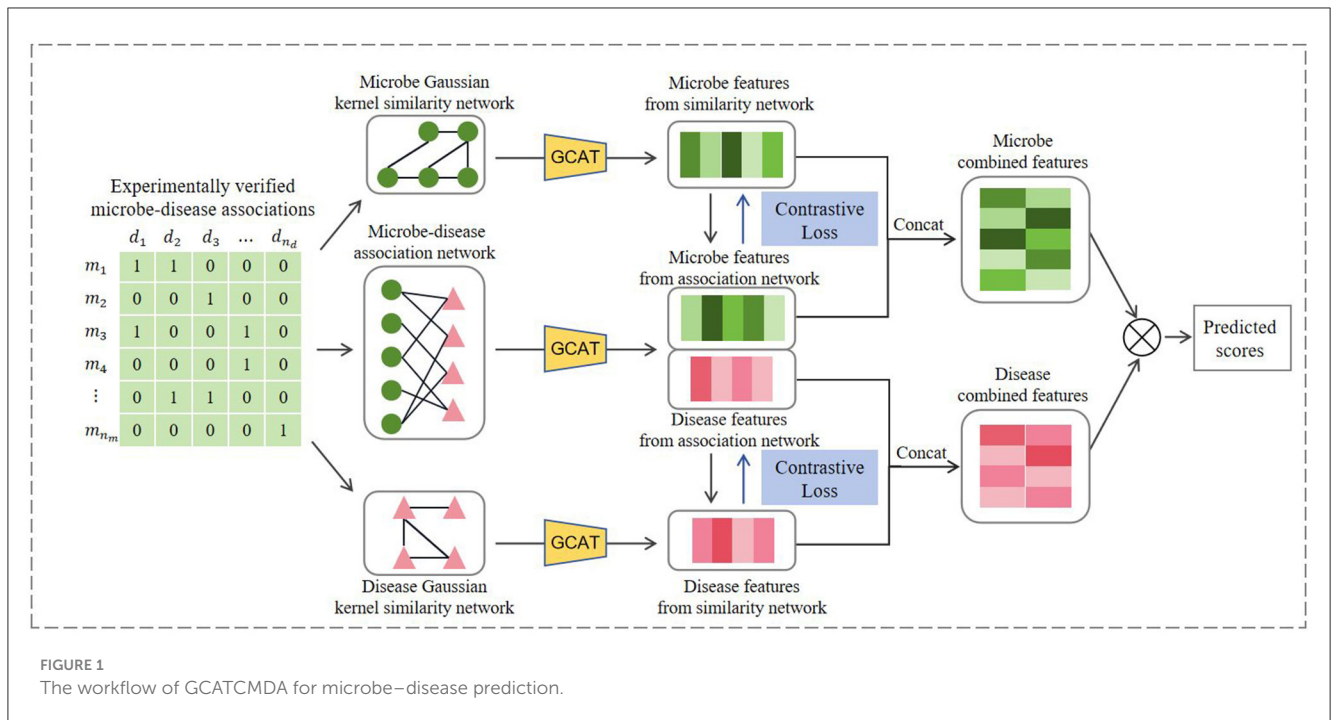 Experimentally verified
microbe-disease associations
d1 d2 d3 ... dnd
m1 1 1 0 0 0
m2 0 0 1 0 0
m3 1 0 0 1 0
m4 0 0 0 1 0
⋮ 0 1 1 0 0
mnm 0 0 0 0 1
Microbe Gaussian
kernel similarity network
Microbe-disease
association network
Disease Gaussian
kernel similarity network
GCAT
GCAT
GCAT
Microbe features
from similarity network
Contrastive
Loss
Microbe features
from association network
Disease features
from association network
Contrastive
Loss
Disease features
from similarity network
Concat
Concat
Microbe
combined features
Disease
combined features
Predicted
scores
FIGURE 1
The workflow of GCATCMDA for microbe–disease prediction.